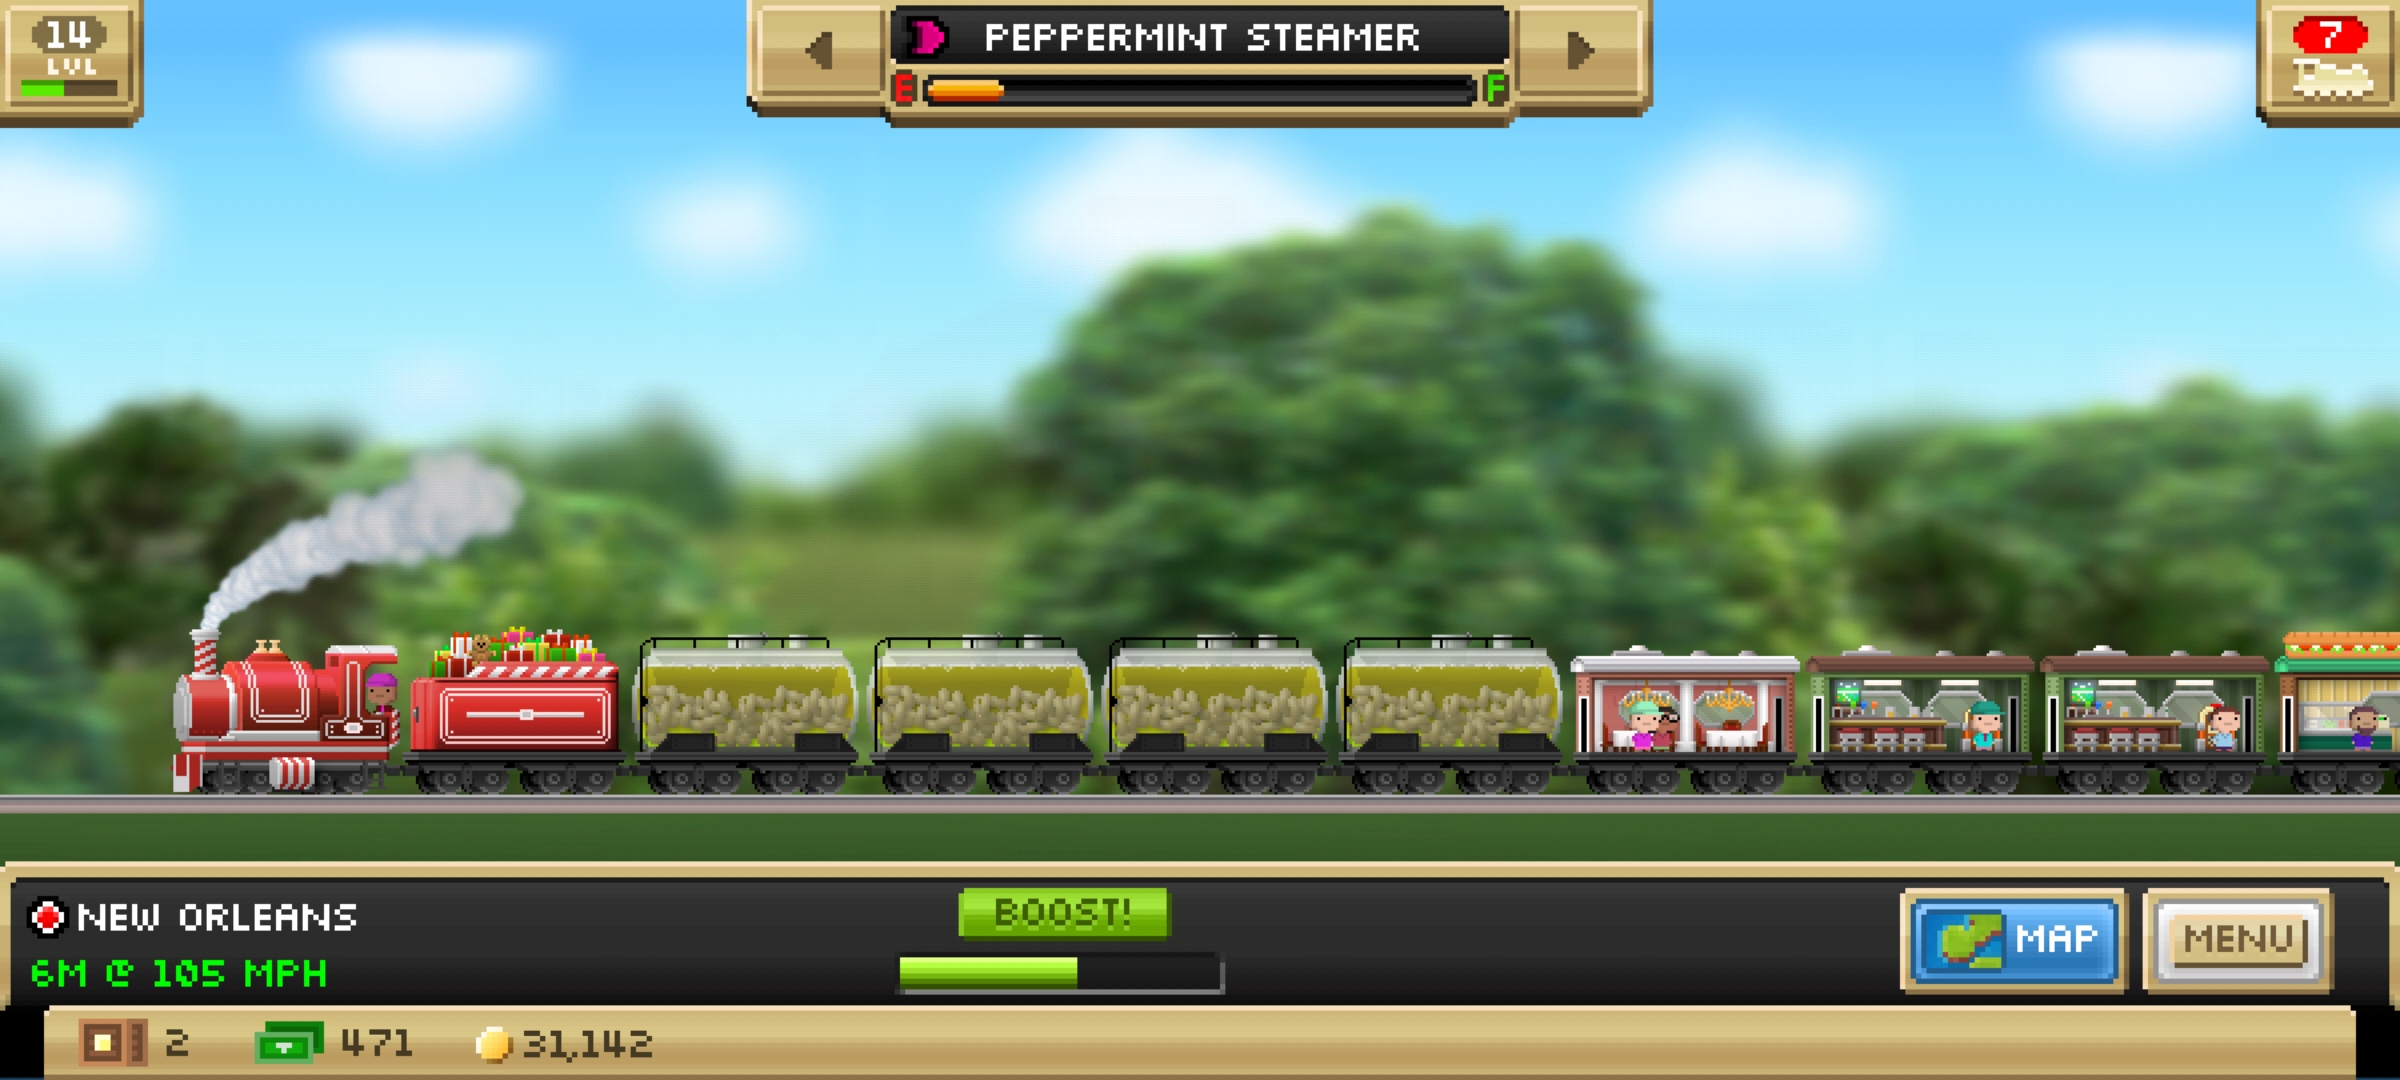 14
LVL
PEPPERMINT STEAMER
E F
7
NEW ORLEANS
6M @ 105 MPH
BOOST!
MAP
MENU
2
471
31,142